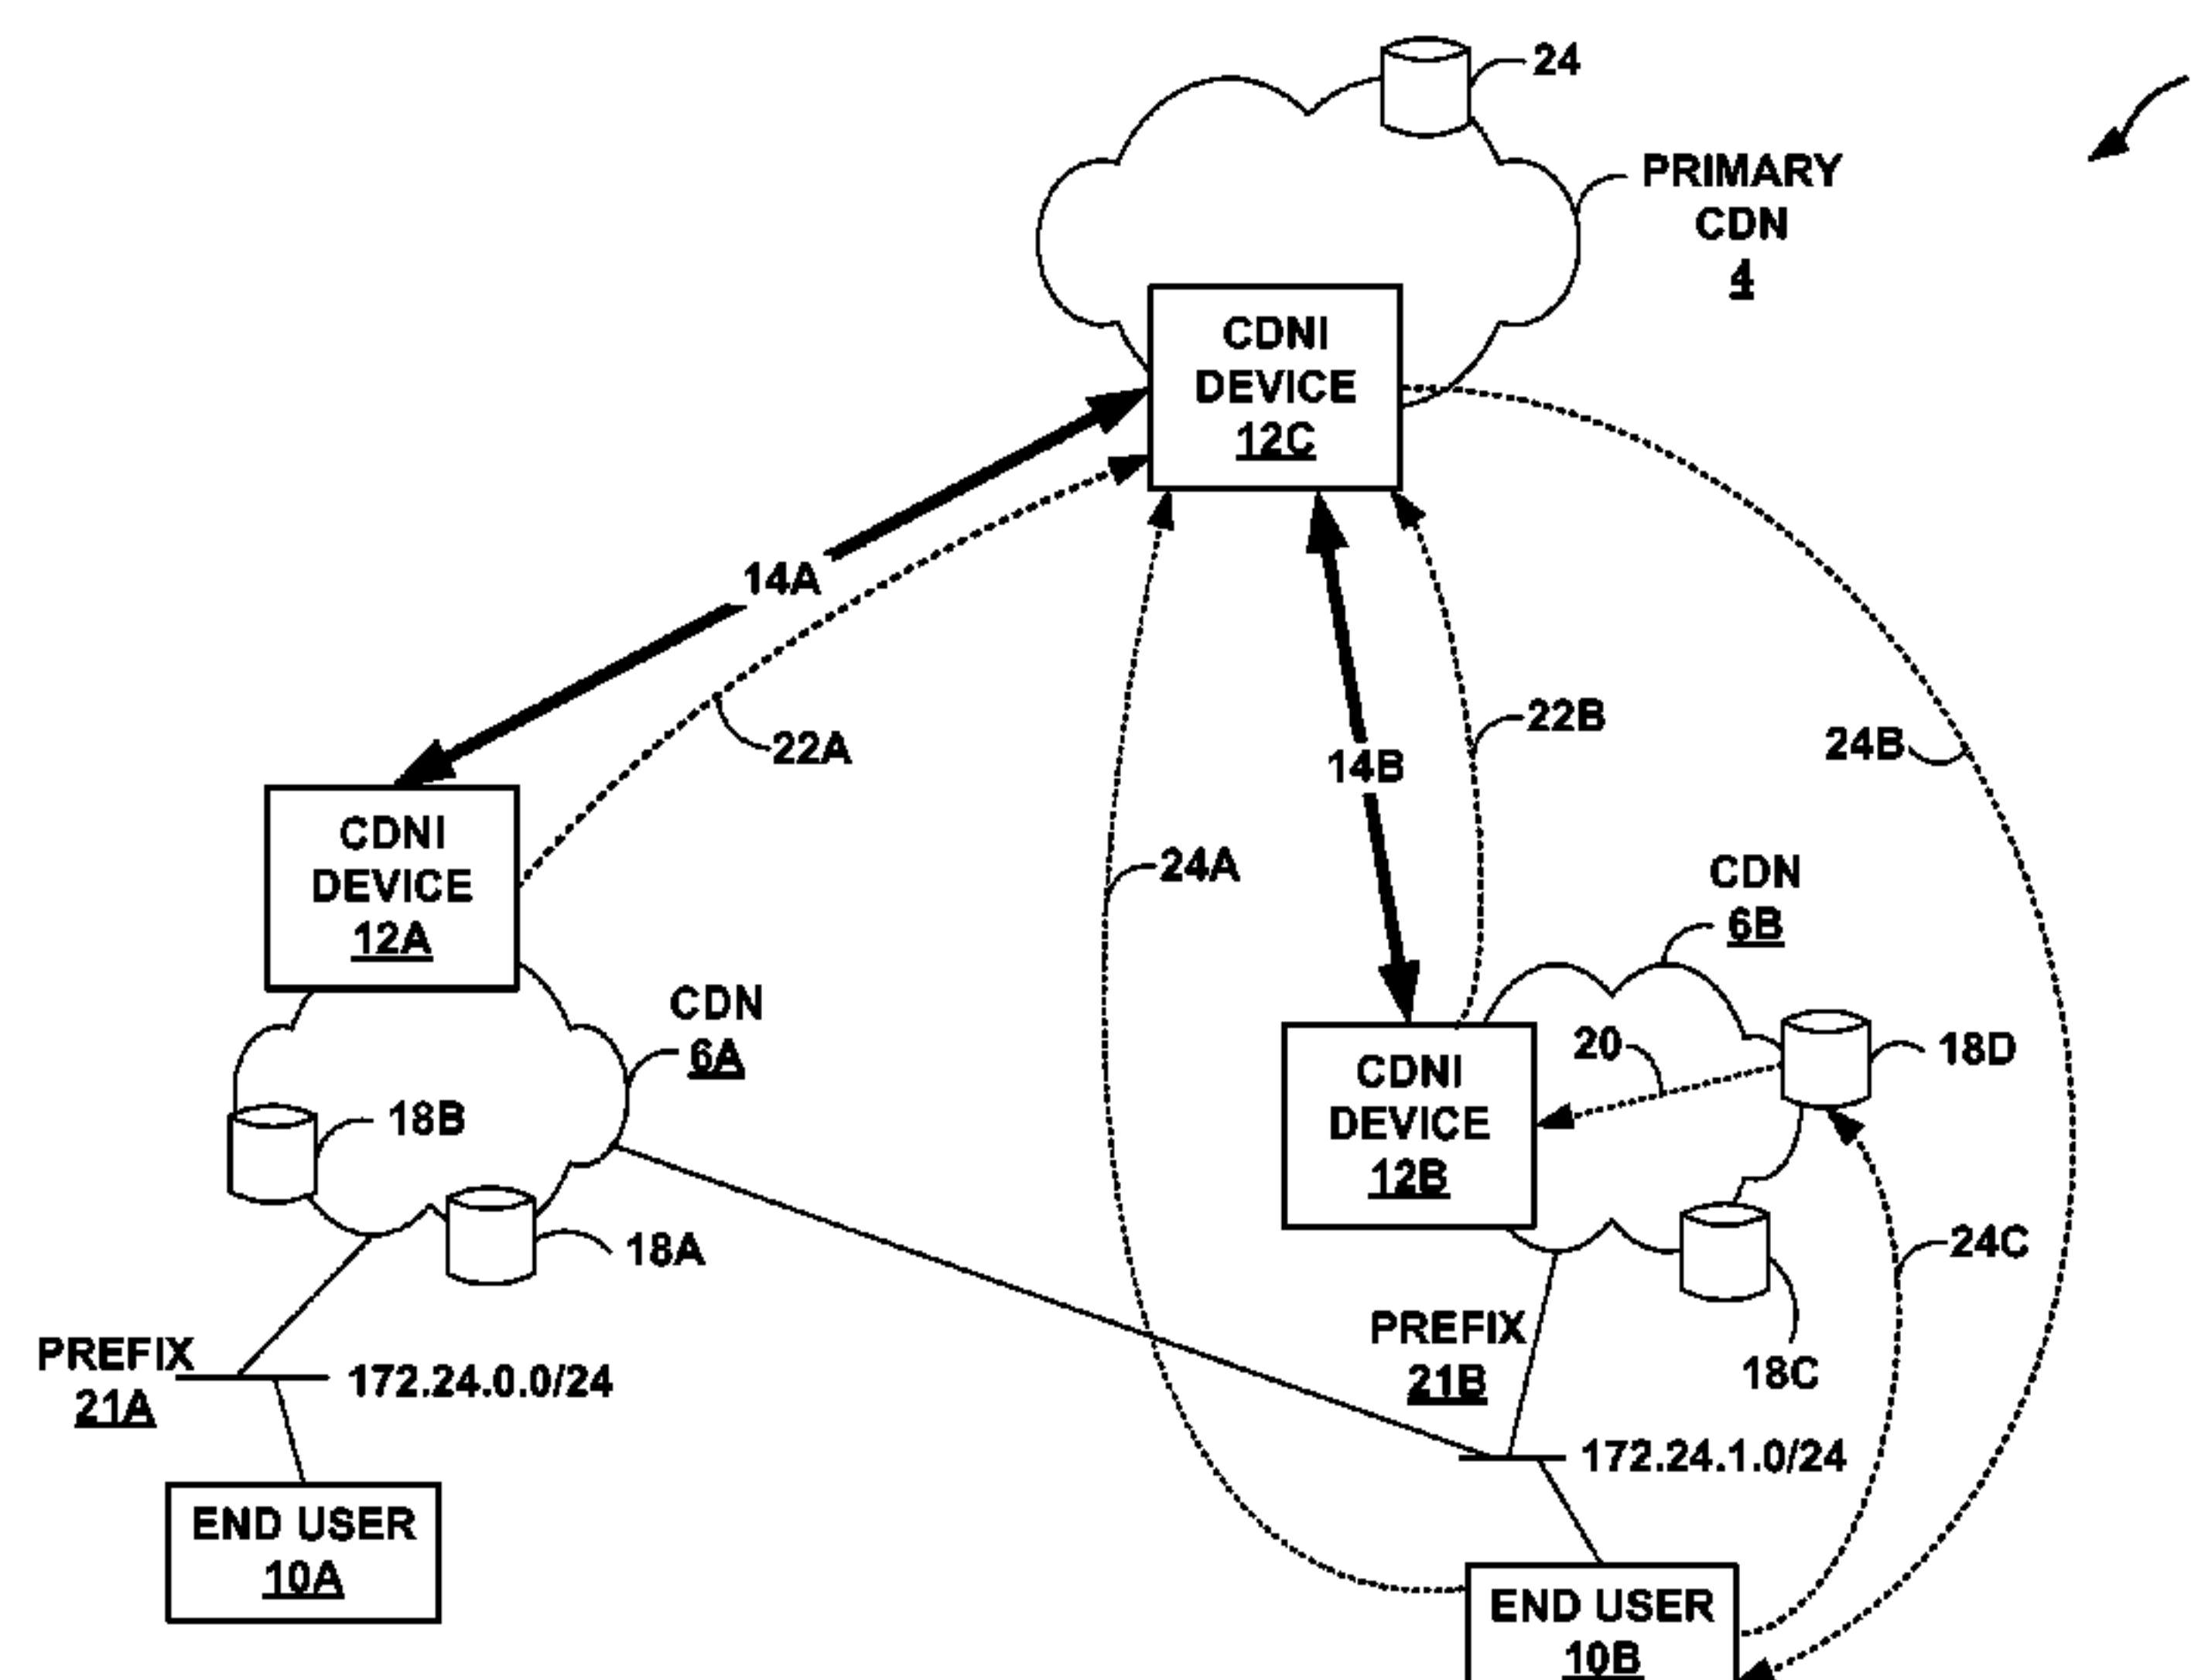 24
PRIMARY
CDN
4
CDNI
DEVICE
12C
14A
22A
22B
14B
24B
CDNI
DEVICE
12A
24A
CDN
6B
CDN
6A
20
18D
CDNI
DEVICE
12B
18B
18A
24C
PREFIX
21A
172.24.0.0/24
PREFIX
21B
18C
172.24.1.0/24
END USER
10A
END USER
10B